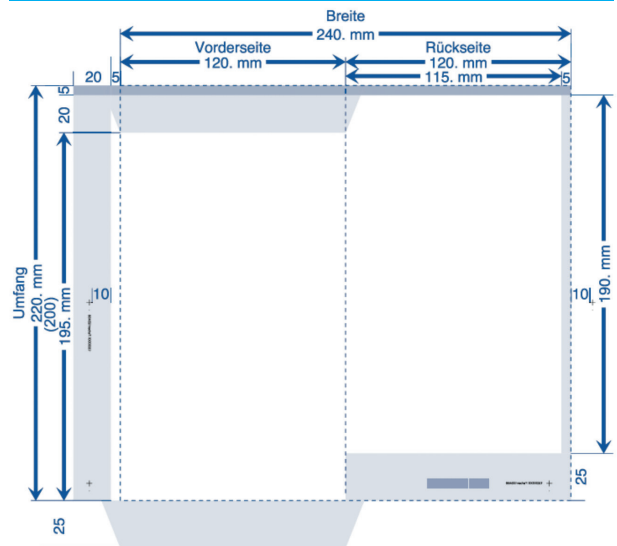 Breite
240. mm
Vorderseite
Rückseite
120. mm
120. mm
20
5
115. mm
5
5
20
Umfang
220. mm
(200)
195. mm
10
190. mm
10
25
25